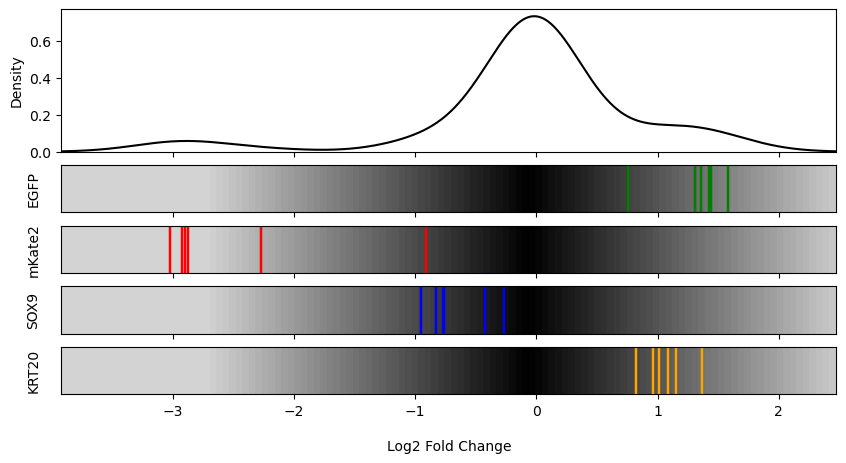 0.6
0.4
0.2
0.0
Density
EGFP
mKate2
SOX9
KRT20
−3 −2 −1 0 1 2
Log2 Fold Change